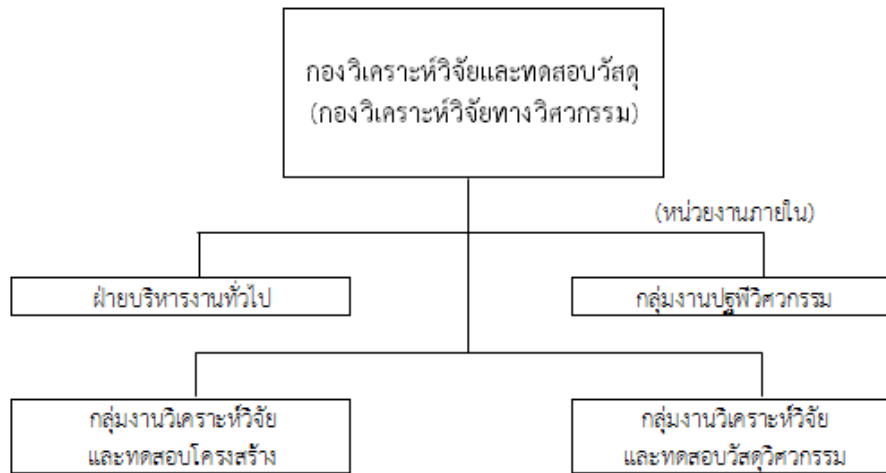 กองวิเคราะห์วิจัยและทดสอบวัสดุ
(กองวิเคราะห์วิจัยทางวิศวกรรม)
(หน่วยงานภายใน)
ฝ่ายบริหารงานทั่วไป
กลุ่มงานปฐพีวิศวกรรม
กลุ่มงานวิเคราะห์วิจัย
และทดสอบโครงสร้าง
กลุ่มงานวิเคราะห์วิจัย
และทดสอบวัสดุวิศวกรรม